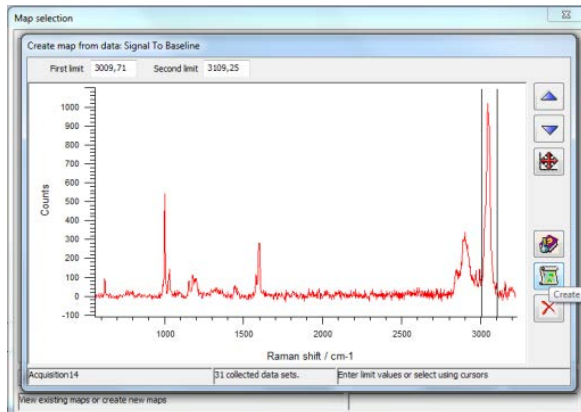 Map selection
Create map from data: Signal To Baseline
First limit 3009,71 Second limit 3109,25
1000
900
800
700
600
500
400
300
200
100
0
-100
Counts
1000 1500 2000 2500 3000
Raman shift / cm-1
Create
Acquisition14 31 collected data sets. Enter limit values or select using cursors
View existing maps or create new maps